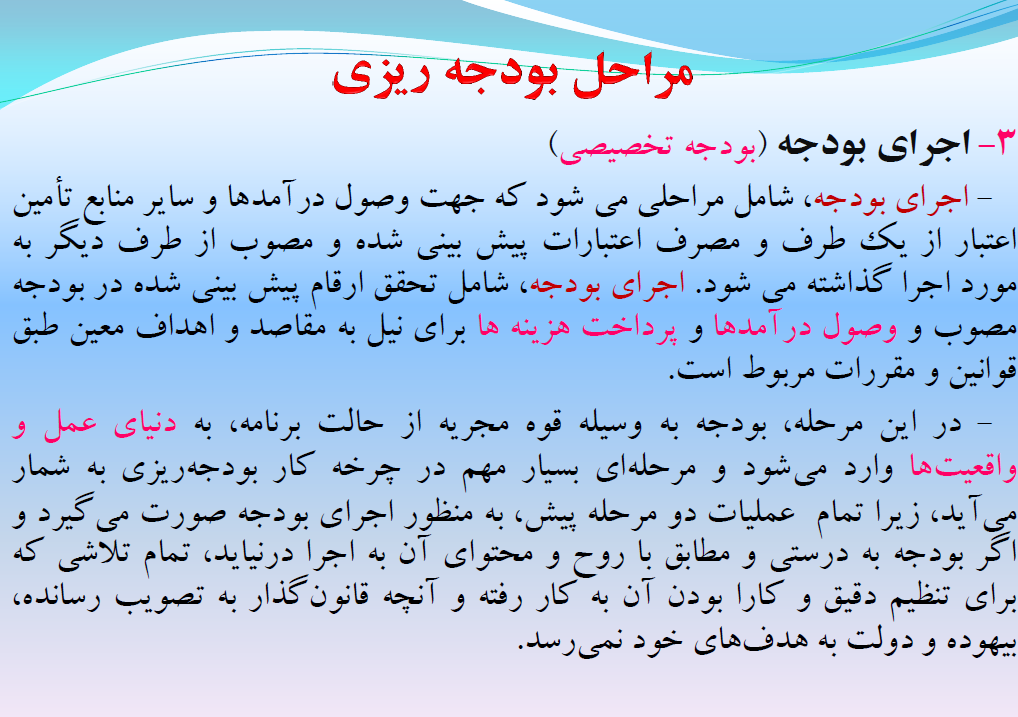 مراحل بودجه ریزی
۳- اجرای بودجه (بودجه تخصیصی)
- اجرای بودجه، شامل مراحلی می شود که جهت وصول درآمدها و سایر منابع تأمین
اعتبار از یک طرف و مصرف اعتبارات پیش بینی شده و مصوب از طرف دیگر به
مورد اجرا گذاشته می شود. اجرای بودجه، شامل تحقق ارقام پیش بینی شده در بودجه
مصوب و وصول درآمدها و پرداخت هزینه ها برای نیل به مقاصد و اهداف معین طبق
قوانین و مقررات مربوط است.
- در این مرحله، بودجه به وسیله قوه مجریه از حالت برنامه، به دنیای عمل و
واقعیت‌ها وارد می‌شود و مرحله‌ای بسیار مهم در چرخه کار بودجه‌ریزی به شمار
می‌آید، زیرا تمام عملیات دو مرحله پیش، به منظور اجرای بودجه صورت می‌گیرد و
اگر بودجه به درستی و مطابق با روح و محتوای آن به اجرا درنیاید، تمام تلاشی که
برای تنظیم دقیق و کارا بودن آن به کار رفته و آنچه قانون‌گذار به تصویب رسانده،
بیهوده و دولت به هدف‌های خود نمی‌رسد.